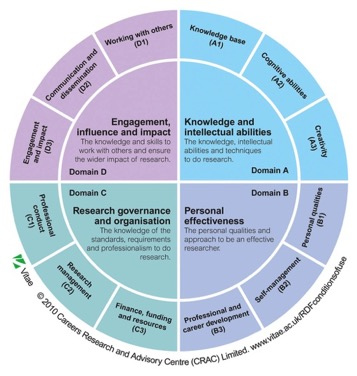 Working with others
(D1)
Knowledge base
(A1)
Communication and
dissemination
(D2)
Cognitive abilities
(A2)
Engagement
and impact
(D3)
Creativity
(A3)
Engagement,
influence and impact
The knowledge and skills to
work with others and ensure
the wider impact of research.
Domain D
Knowledge and
intellectual abilities
The knowledge, intellectual
abilities and techniques
to do research.
Domain A
Domain C
Research governance
and organisation
The knowledge of the
standards, requirements
and professionalism to do
research.
Domain B
Personal
effectiveness
The personal qualities and
approach to be an effective
researcher.
Professional
conduct
(C1)
Personal qualities
(B1)
Research
management
(C2)
Self-management
(B2)
Finance, funding
and resources
(C3)
Professional and
career development
(B3)
Vitae
© 2010 Careers Research and Advisory Centre (CRAC) Limited. www.vitae.ac.uk/RDFconditionsofuse